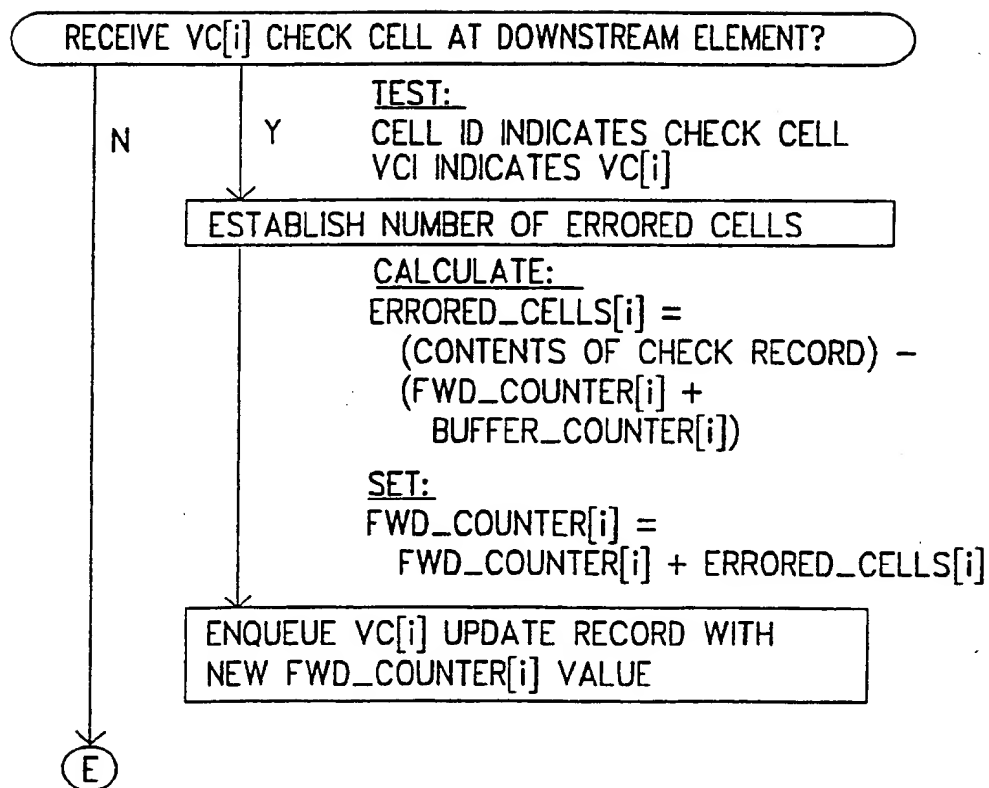 RECEIVE VC[i] CHECK CELL AT DOWNSTREAM ELEMENT?
N
Y
TEST:
CELL ID INDICATES CHECK CELL
VCI INDICATES VC[i]
ESTABLISH NUMBER OF ERRORED CELLS
CALCULATE:
ERRORED_CELLS[i] =
(CONTENTS OF CHECK RECORD) –
(FWD_COUNTER[i] +
BUFFER_COUNTER[i])
SET:
FWD_COUNTER[i] =
FWD_COUNTER[i] + ERRORED_CELLS[i]
ENQUEUE VC[i] UPDATE RECORD WITH
NEW FWD_COUNTER[i] VALUE
E